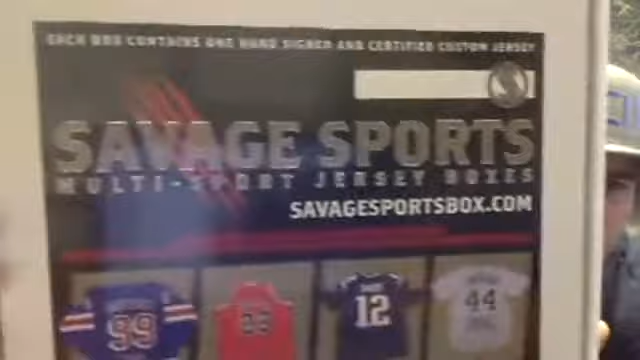 EACH BOX CONTAINS ONE HAND SIGNED AND CERTIFIED CUSTOM JERSEY
SAVAGE SPORTS
MULTI-SPORT JERSEY BOXES
SAVAGESPORTSBOX.COM
99
12
44